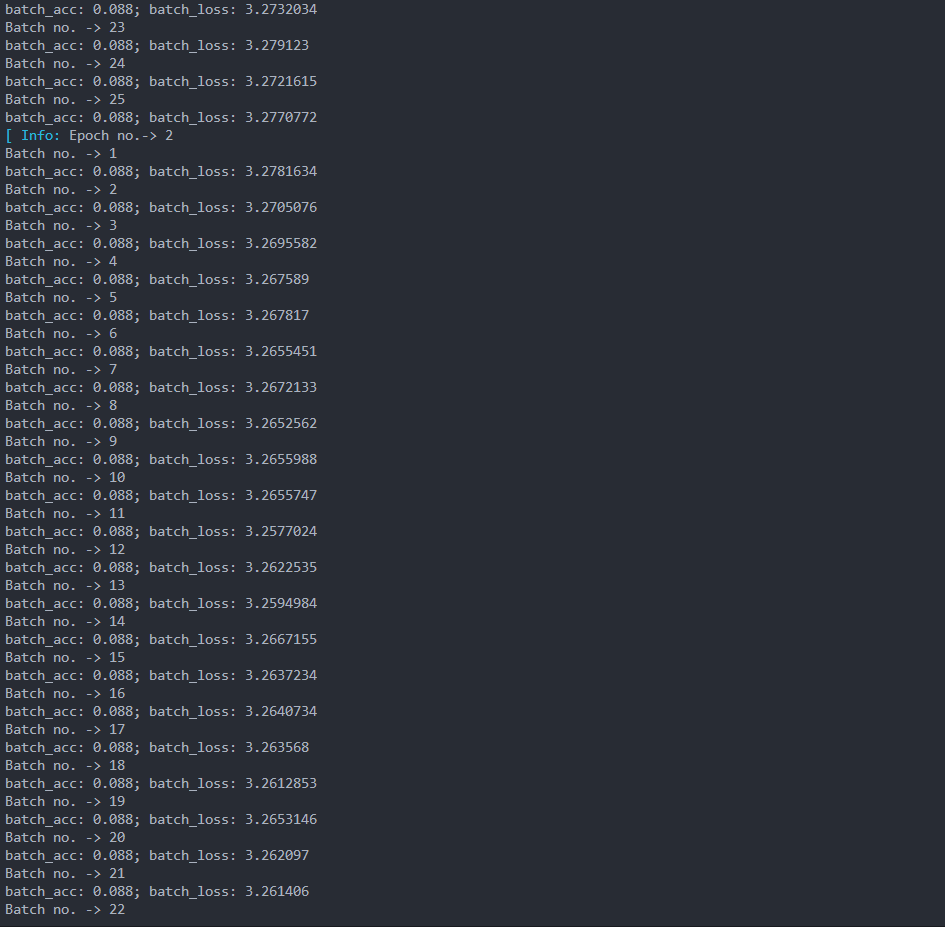 batch_acc: 0.088; batch_loss: 3.2732034
Batch no. -> 23
batch_acc: 0.088; batch_loss: 3.279123
Batch no. -> 24
batch_acc: 0.088; batch_loss: 3.2721615
Batch no. -> 25
batch_acc: 0.088; batch_loss: 3.2770772
[ Info: Epoch no.-> 2
Batch no. -> 1
batch_acc: 0.088; batch_loss: 3.2781634
Batch no. -> 2
batch_acc: 0.088; batch_loss: 3.2705076
Batch no. -> 3
batch_acc: 0.088; batch_loss: 3.2695582
Batch no. -> 4
batch_acc: 0.088; batch_loss: 3.267589
Batch no. -> 5
batch_acc: 0.088; batch_loss: 3.267817
Batch no. -> 6
batch_acc: 0.088; batch_loss: 3.2655451
Batch no. -> 7
batch_acc: 0.088; batch_loss: 3.2672133
Batch no. -> 8
batch_acc: 0.088; batch_loss: 3.2652562
Batch no. -> 9
batch_acc: 0.088; batch_loss: 3.2655988
Batch no. -> 10
batch_acc: 0.088; batch_loss: 3.2655747
Batch no. -> 11
batch_acc: 0.088; batch_loss: 3.2577024
Batch no. -> 12
batch_acc: 0.088; batch_loss: 3.2622535
Batch no. -> 13
batch_acc: 0.088; batch_loss: 3.2594984
Batch no. -> 14
batch_acc: 0.088; batch_loss: 3.2667155
Batch no. -> 15
batch_acc: 0.088; batch_loss: 3.2637234
Batch no. -> 16
batch_acc: 0.088; batch_loss: 3.2640734
Batch no. -> 17
batch_acc: 0.088; batch_loss: 3.263568
Batch no. -> 18
batch_acc: 0.088; batch_loss: 3.2612853
Batch no. -> 19
batch_acc: 0.088; batch_loss: 3.2653146
Batch no. -> 20
batch_acc: 0.088; batch_loss: 3.262097
Batch no. -> 21
batch_acc: 0.088; batch_loss: 3.261406
Batch no. -> 22